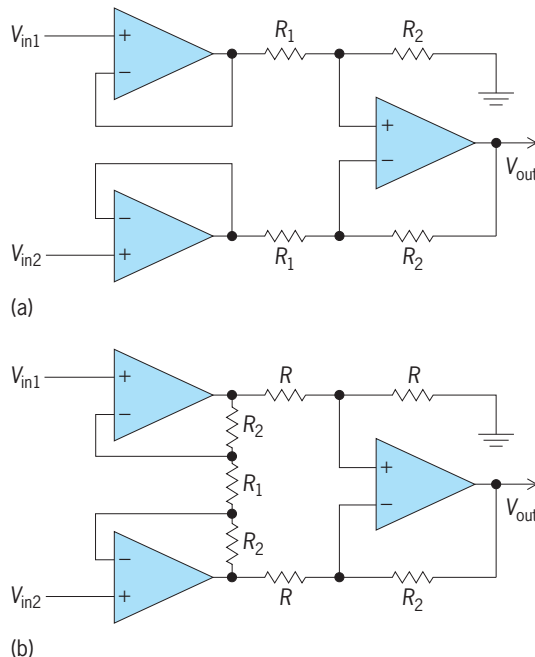 V_in1
+
−
R_1
R_2
+
−
V_out
−
+
V_in2
R_1
R_2
(a)
V_in1
+
−
R
R
R_2
R_1
+
−
V_out
−
+
R_2
V_in2
R
R_2
(b)